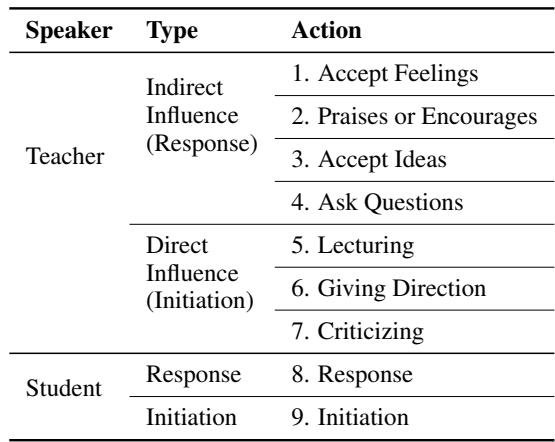 Speaker Type Action
Teacher
Indirect
Influence
(Response)
1. Accept Feelings
2. Praises or Encourages
3. Accept Ideas
4. Ask Questions
Direct
Influence
(Initiation)
5. Lecturing
6. Giving Direction
7. Criticizing
Student
Response 8. Response
Initiation 9. Initiation